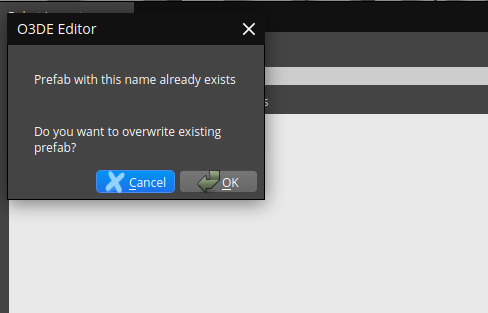 O3DE Editor
Prefab with this name already exists
Do you want to overwrite existing
prefab?
Cancel
OK